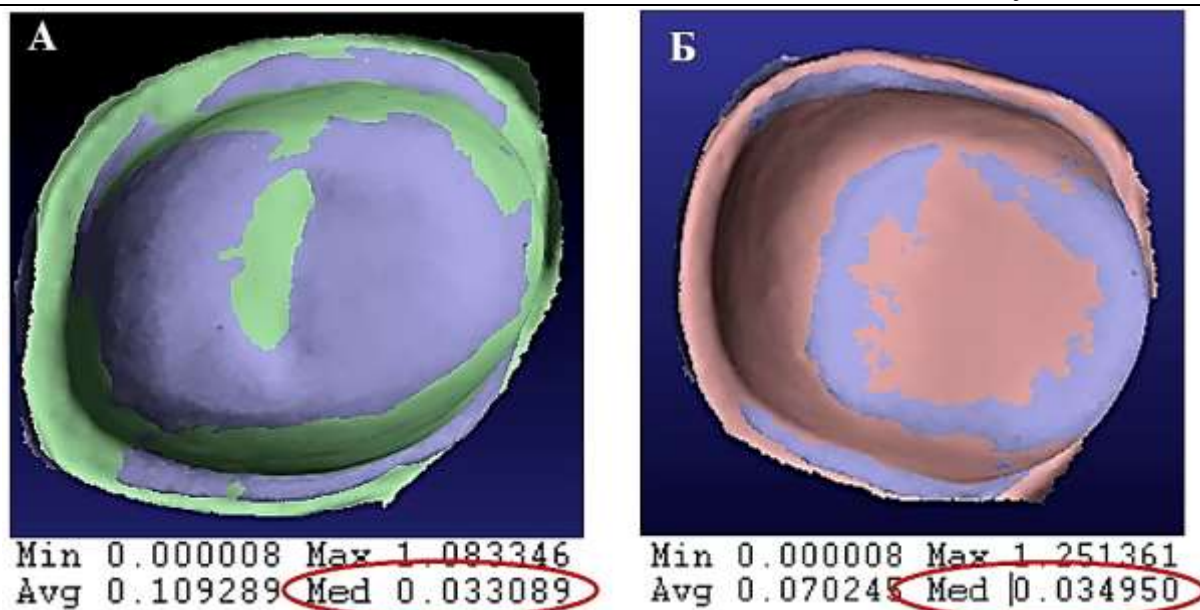 А
Min 0.000008 Max 1.083346
Avg 0.109289 Med 0.033089
Б
Min 0.000008 Max 1.251361
Avg 0.070245 Med 0.034950